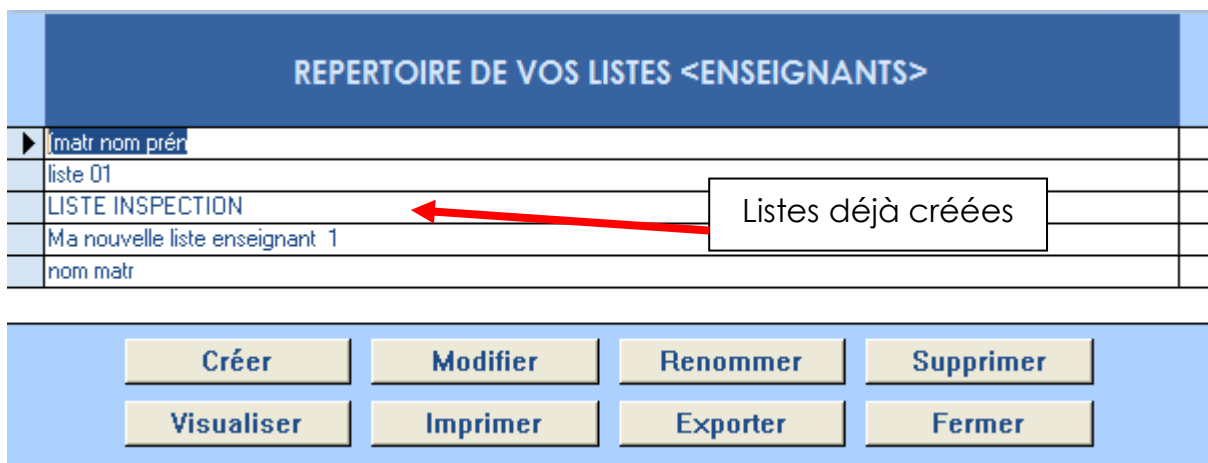 REPERTOIRE DE VOS LISTES <ENSEIGNANTS>
(matr nom prén
liste 01
LISTE INSPECTION
Listes déjà créées
Ma nouvelle liste enseignant 1
nom matr
Créer Modifier Renommer Supprimer
Visualiser Imprimer Exporter Fermer